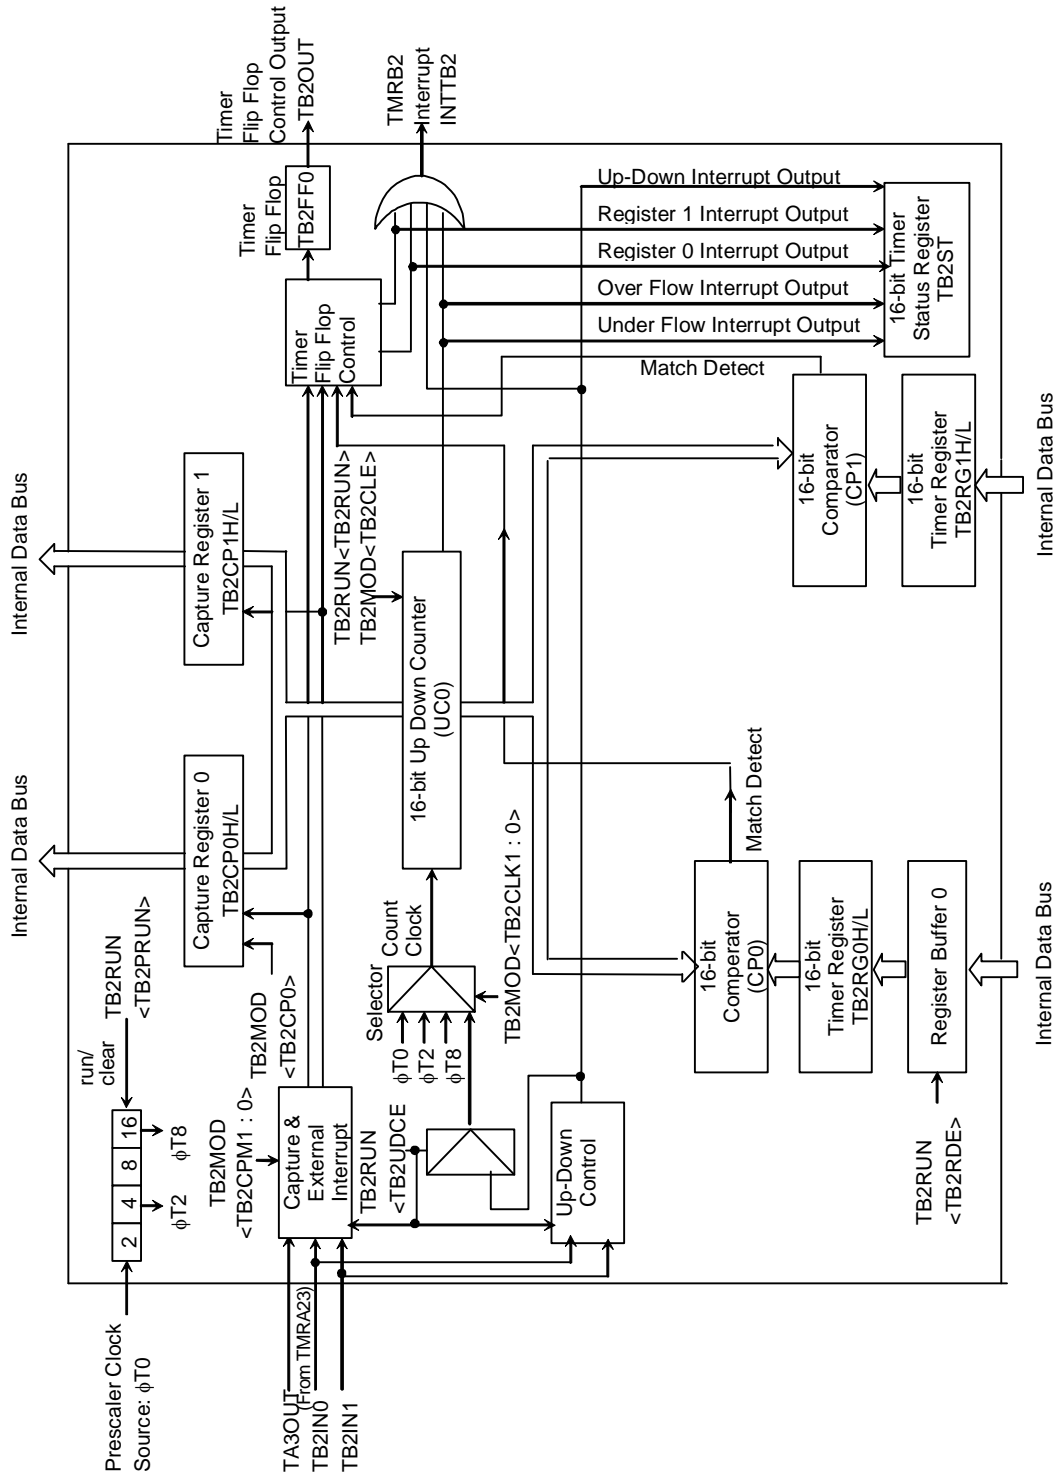 Prescaler Clock
Source: ϕT0
2 4 8 16
ϕT2
ϕT8
run/
clear
TB2RUN
<TB2PRUN>
Internal Data Bus
Internal Data Bus
Capture Register 0
TB2CP0H/L
Capture Register 1
TB2CP1H/L
TB2MOD
<TB2CPM1 : 0>
TB2MOD
<TB2CP0>
TA3OUT
(From TMRA23)
TB2IN0
TB2IN1
Capture &
External
Interrupt
TB2RUN
<TB2UDCE
Up-Down
Control
Selector
ϕT0
ϕT2
ϕT8
Count
Clock
TB2MOD<TB2CLK1 : 0>
16-bit Up Down Counter
(UC0)
TB2RUN<TB2RUN>
TB2MOD<TB2CLE>
Timer
Flip Flop
Control
Timer
Flip Flop
TB2FF0
Timer
Flip Flop
Control Output
TB2OUT
TMRB2
Interrupt
INTTB2
Up-Down Interrupt Output
Register 1 Interrupt Output
Register 0 Interrupt Output
Over Flow Interrupt Output
Under Flow Interrupt Output
Match Detect
16-bit Timer
Status Register
TB2ST
Match Detect
16-bit
Comperator
(CP0)
16-bit
Timer Register
TB2RG0H/L
Register Buffer 0
TB2RUN
<TB2RDE>
Internal Data Bus
16-bit
Comparator
(CP1)
16-bit
Timer Register
TB2RG1H/L
Internal Data Bus